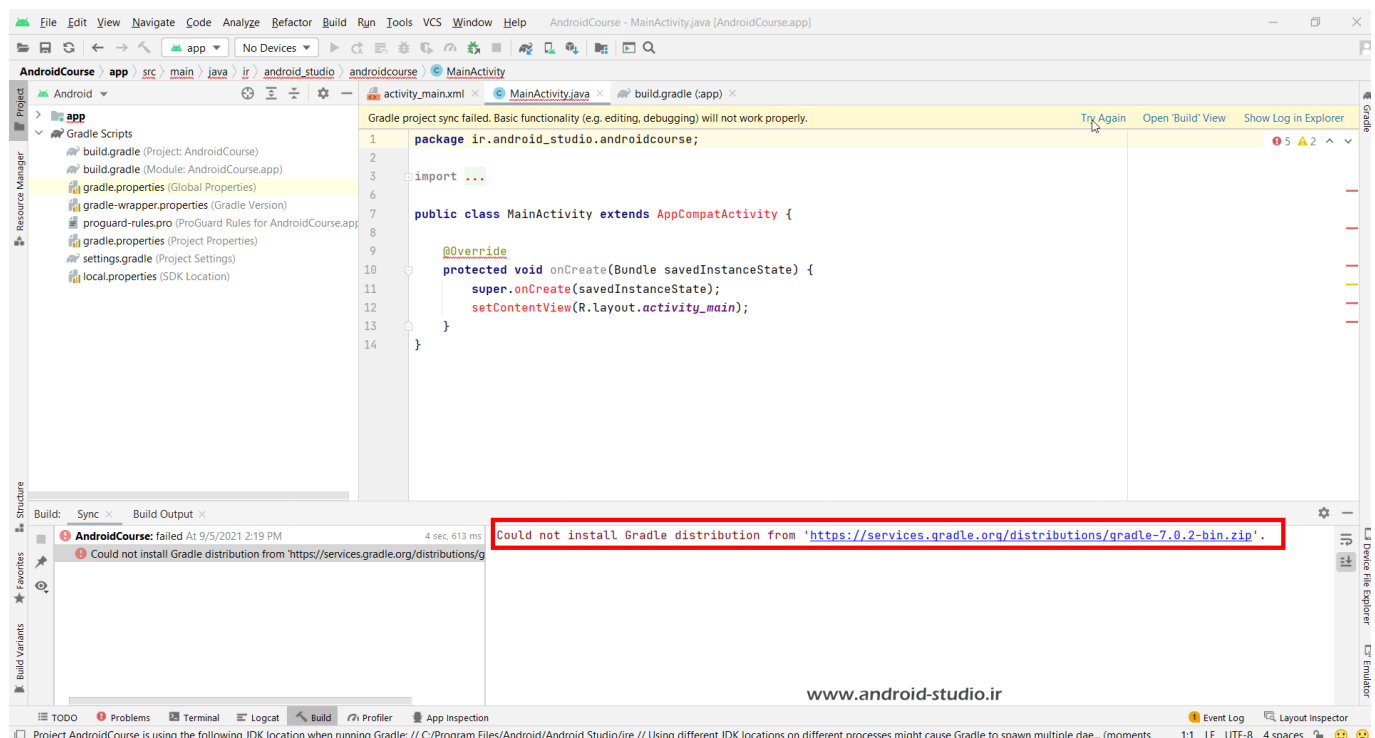 File Edit View Navigate Code Analyze Refactor Build Run Tools VCS Window Help AndroidCourse - MainActivity.java [AndroidCourse.app]
app No Devices
AndroidCourse app src main java ir android_studio androidcourse MainActivity
Project
Resource Manager
Structure
Favorites
Build Variants
Android
app
Gradle Scripts
build.gradle (Project: AndroidCourse)
build.gradle (Module: AndroidCourse.app)
gradle.properties (Global Properties)
gradle-wrapper.properties (Gradle Version)
proguard-rules.pro (ProGuard Rules for AndroidCourse.app
gradle.properties (Project Properties)
settings.gradle (Project Settings)
local.properties (SDK Location)
activity_main.xml MainActivity.java build.gradle (:app)
Gradle project sync failed. Basic functionality (e.g. editing, debugging) will not work properly. Try Again Open 'Build' View Show Log in Explorer
5 2
1 package ir.android_studio.androidcourse;
2
3 import ...
6
7 public class MainActivity extends AppCompatActivity {
8
9 @Override
10 protected void onCreate(Bundle savedInstanceState) {
11 super.onCreate(savedInstanceState);
12 setContentView(R.layout.activity_main);
13 }
14 }
Gradle
Device File Explorer
Emulator
Build: Sync Build Output
AndroidCourse: failed At 9/5/2021 2:19 PM 4 sec, 613 ms
Could not install Gradle distribution from 'https://services.gradle.org/distributions/g
Could not install Gradle distribution from 'https://services.gradle.org/distributions/gradle-7.0.2-bin.zip'.
www.android-studio.ir
TODO Problems Terminal Logcat Build Profiler App Inspection 1 Event Log Layout Inspector
Project AndroidCourse is using the following JDK location when running Gradle: // C:/Program Files/Android/Android Studio/jre // Using different JDK locations on different processes might cause Gradle to spawn multiple dae... (moments 1:1 LF UTF-8 4 spaces